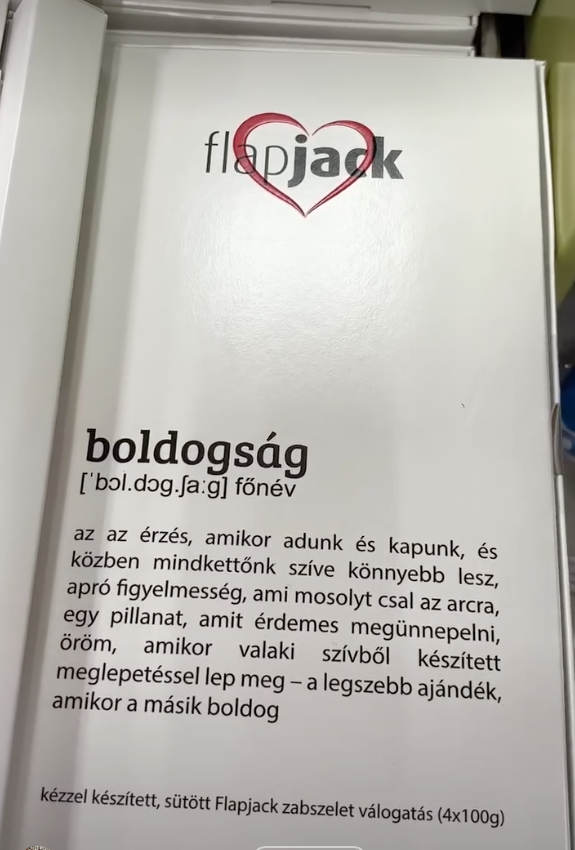 flapjack
boldogság
[ˈbɔl.dɔg.ʃaːg] főnév
az az érzés, amikor adunk és kapunk, és
közben mindkettőnk szíve könnyebb lesz,
apró figyelmesség, ami mosolyt csal az arcra,
egy pillanat, amit érdemes megünnepelni,
öröm, amikor valaki szívből készített
meglepetéssel lep meg – a legszebb ajándék,
amikor a másik boldog
kézzel készített, sütött Flapjack zabszelet válogatás (4x100g)